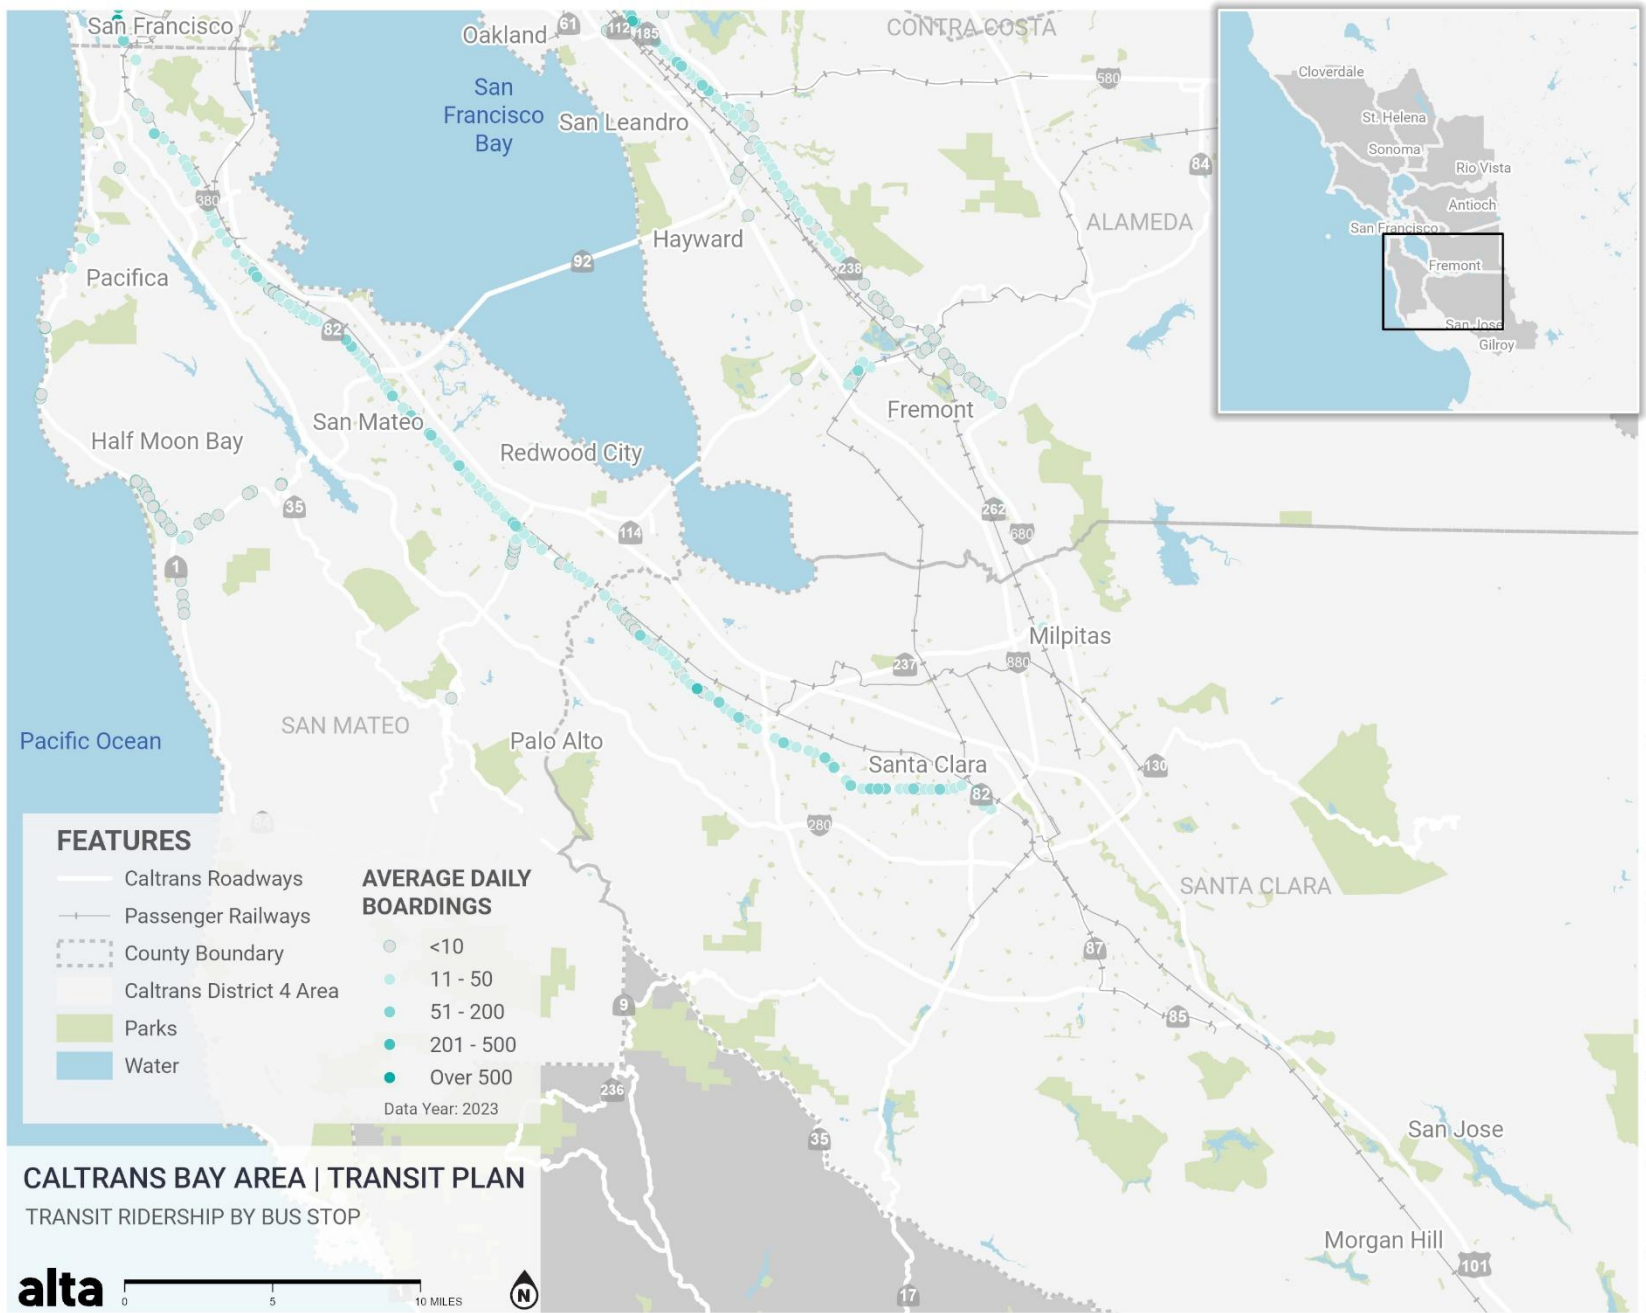 San Francisco
Oakland
61
112
185
CONTRA COSTA
580
San
Francisco
Bay
San Leandro
84
380
Hayward
ALAMEDA
92
238
Pacifica
82
Fremont
San Mateo
Half Moon Bay
Redwood City
35
262
680
114
1
Milpitas
237
880
SAN MATEO
Pacific Ocean
Palo Alto
Santa Clara
130
82
280
SANTA CLARA
87
9
85
236
35
San Jose
Morgan Hill
101
17
Cloverdale
St. Helena
Sonoma
Rio Vista
Antioch
San Francisco
Fremont
San Jose
Gilroy
FEATURES
Caltrans Roadways
Passenger Railways
County Boundary
Caltrans District 4 Area
Parks
Water
AVERAGE DAILY
BOARDINGS
<10
11 - 50
51 - 200
201 - 500
Over 500
Data Year: 2023
CALTRANS BAY AREA | TRANSIT PLAN
TRANSIT RIDERSHIP BY BUS STOP
alta
0 5 10 MILES
N